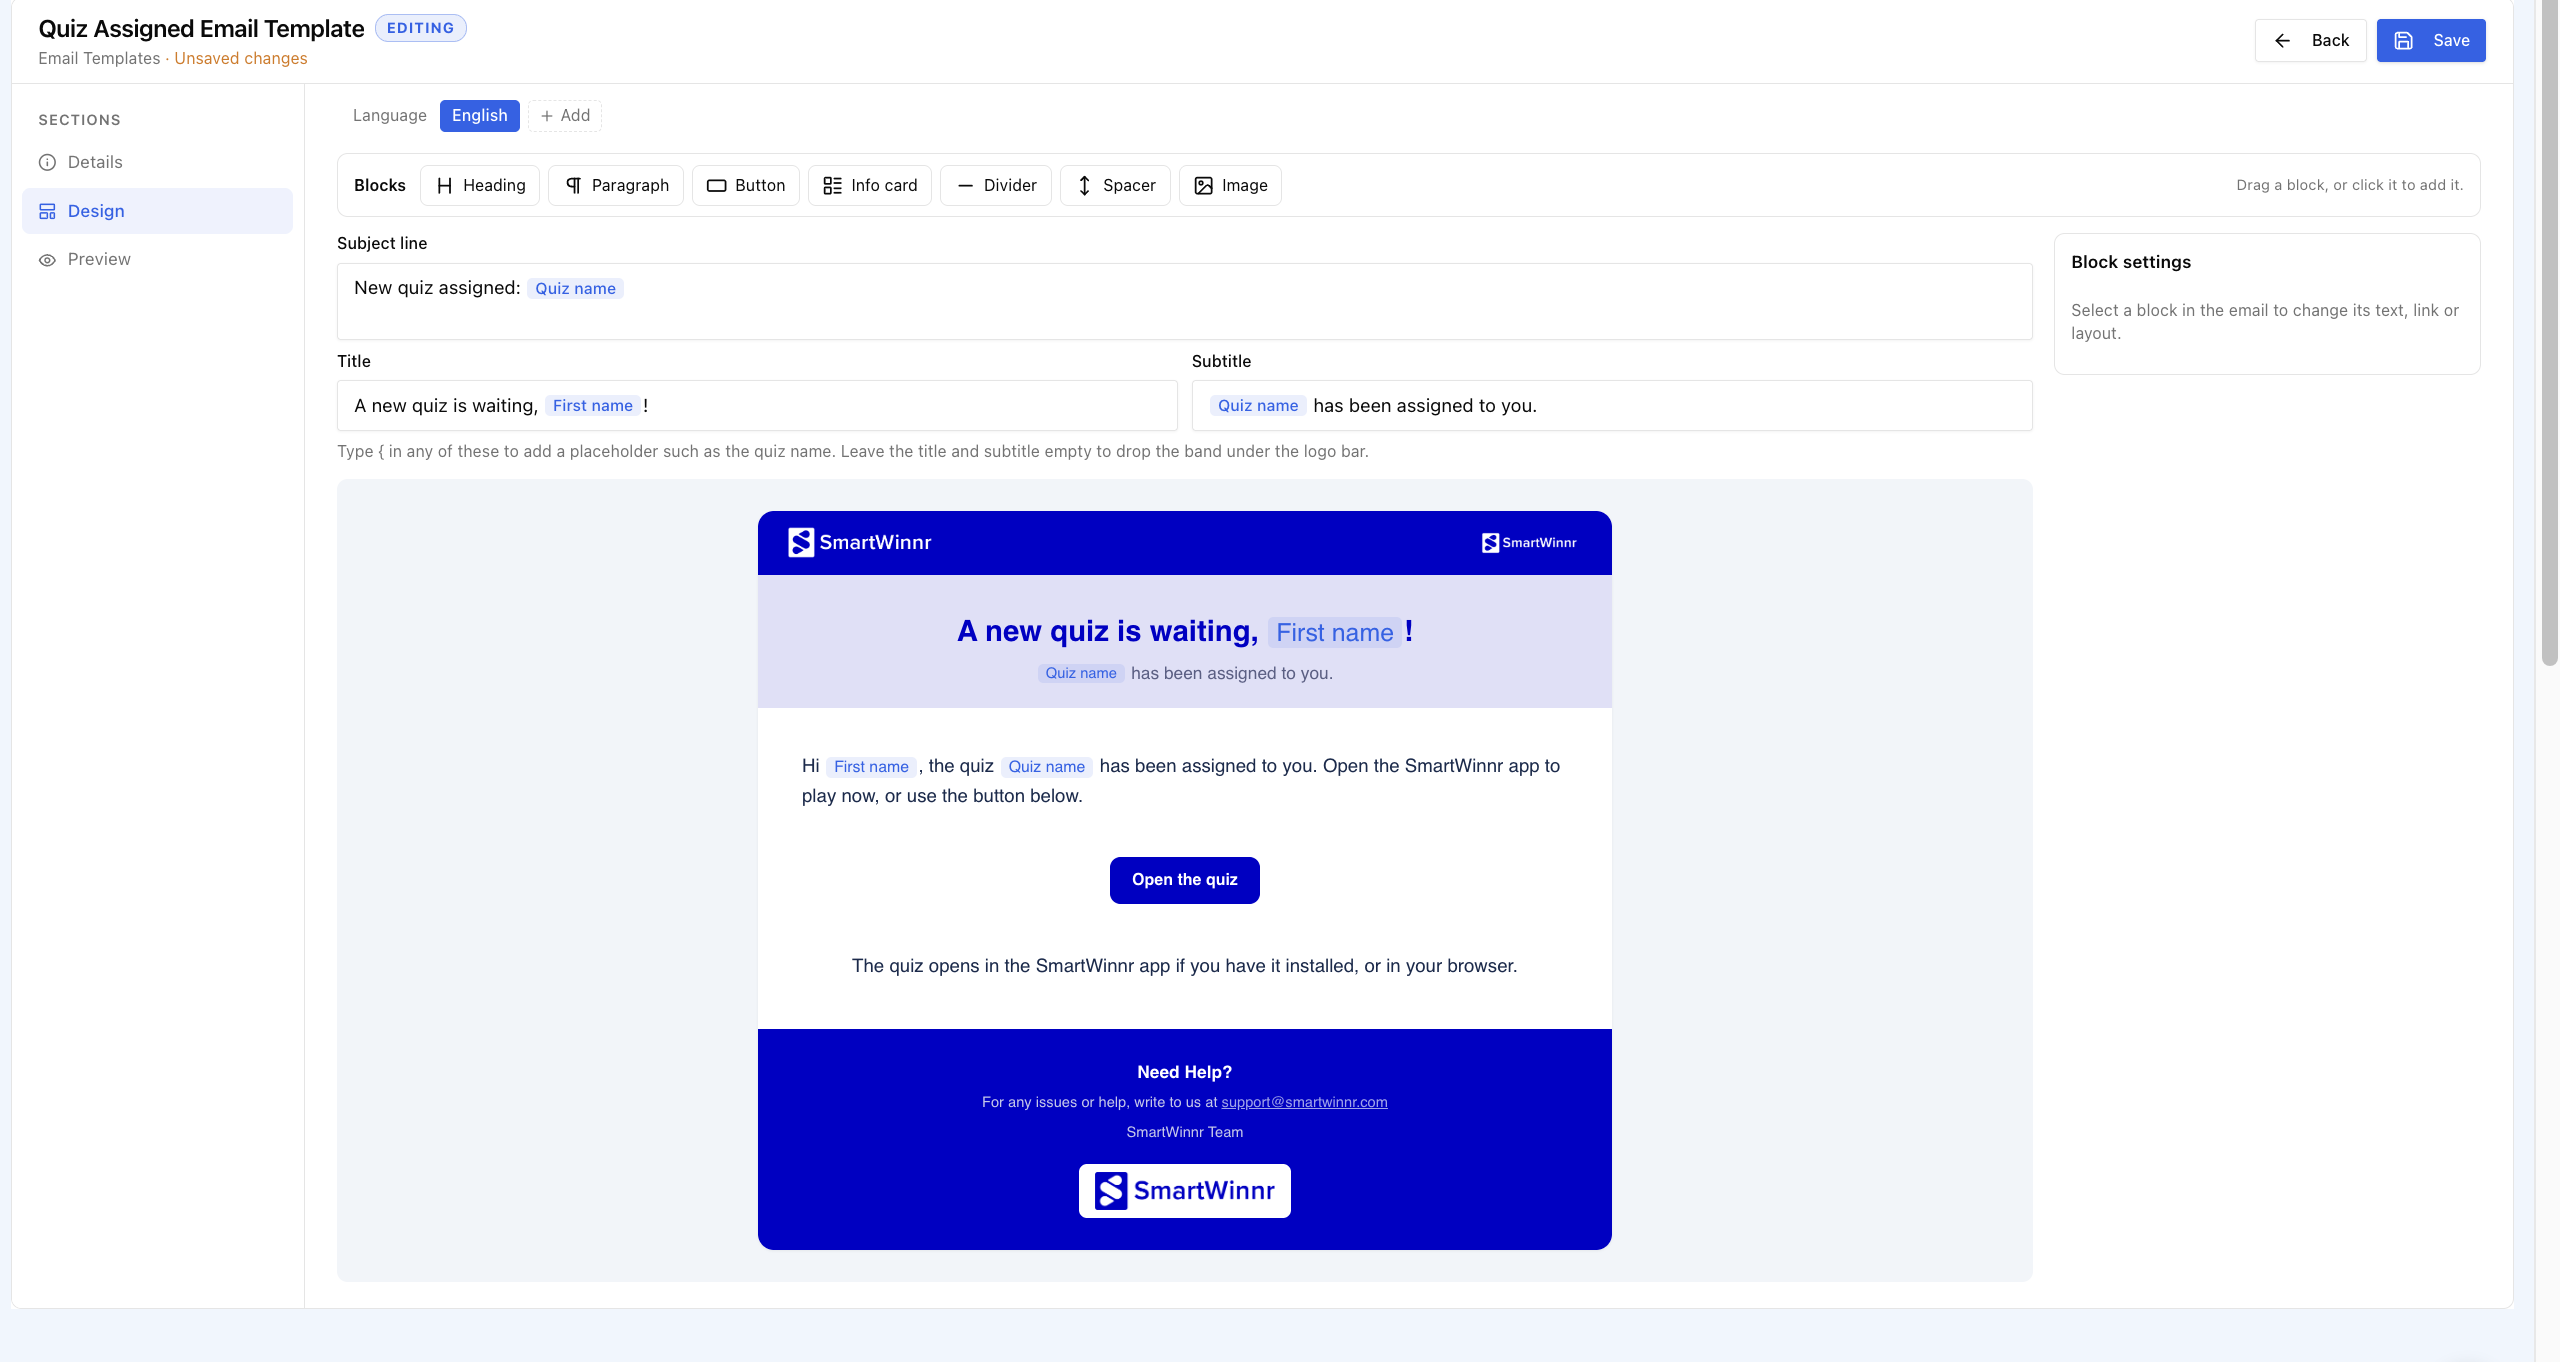 Quiz Assigned Email Template EDITING
Email Templates · Unsaved changes
Back
Save
SECTIONS
Details
Design
Preview
Language English + Add
Blocks Heading Paragraph Button Info card Divider Spacer Image
Drag a block, or click it to add it.
Subject line
New quiz assigned: Quiz name
Title
A new quiz is waiting, First name !
Subtitle
Quiz name has been assigned to you.
Type { in any of these to add a placeholder such as the quiz name. Leave the title and subtitle empty to drop the band under the logo bar.
Block settings
Select a block in the email to change its text, link or
layout.
SmartWinnr
SmartWinnr
A new quiz is waiting, First name !
Quiz name has been assigned to you.
Hi First name , the quiz Quiz name has been assigned to you. Open the SmartWinnr app to
play now, or use the button below.
Open the quiz
The quiz opens in the SmartWinnr app if you have it installed, or in your browser.
Need Help?
For any issues or help, write to us at support@smartwinnr.com
SmartWinnr Team
SmartWinnr